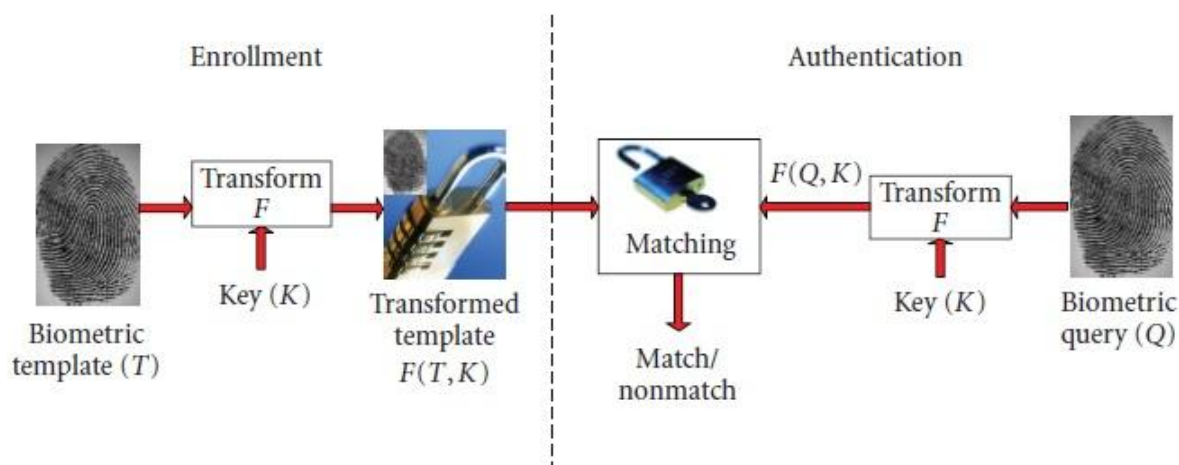 Enrollment
Biometric
template (T)
Transform
F
Key (K)
Transformed
template
F(T, K)
Authentication
Matching
Match/
nonmatch
F(Q, K)
Transform
F
Key (K)
Biometric
query (Q)